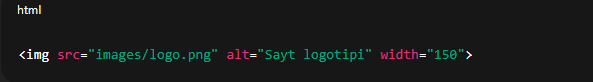 html
<img src="images/logo.png" alt="Sayt logotipi" width="150">